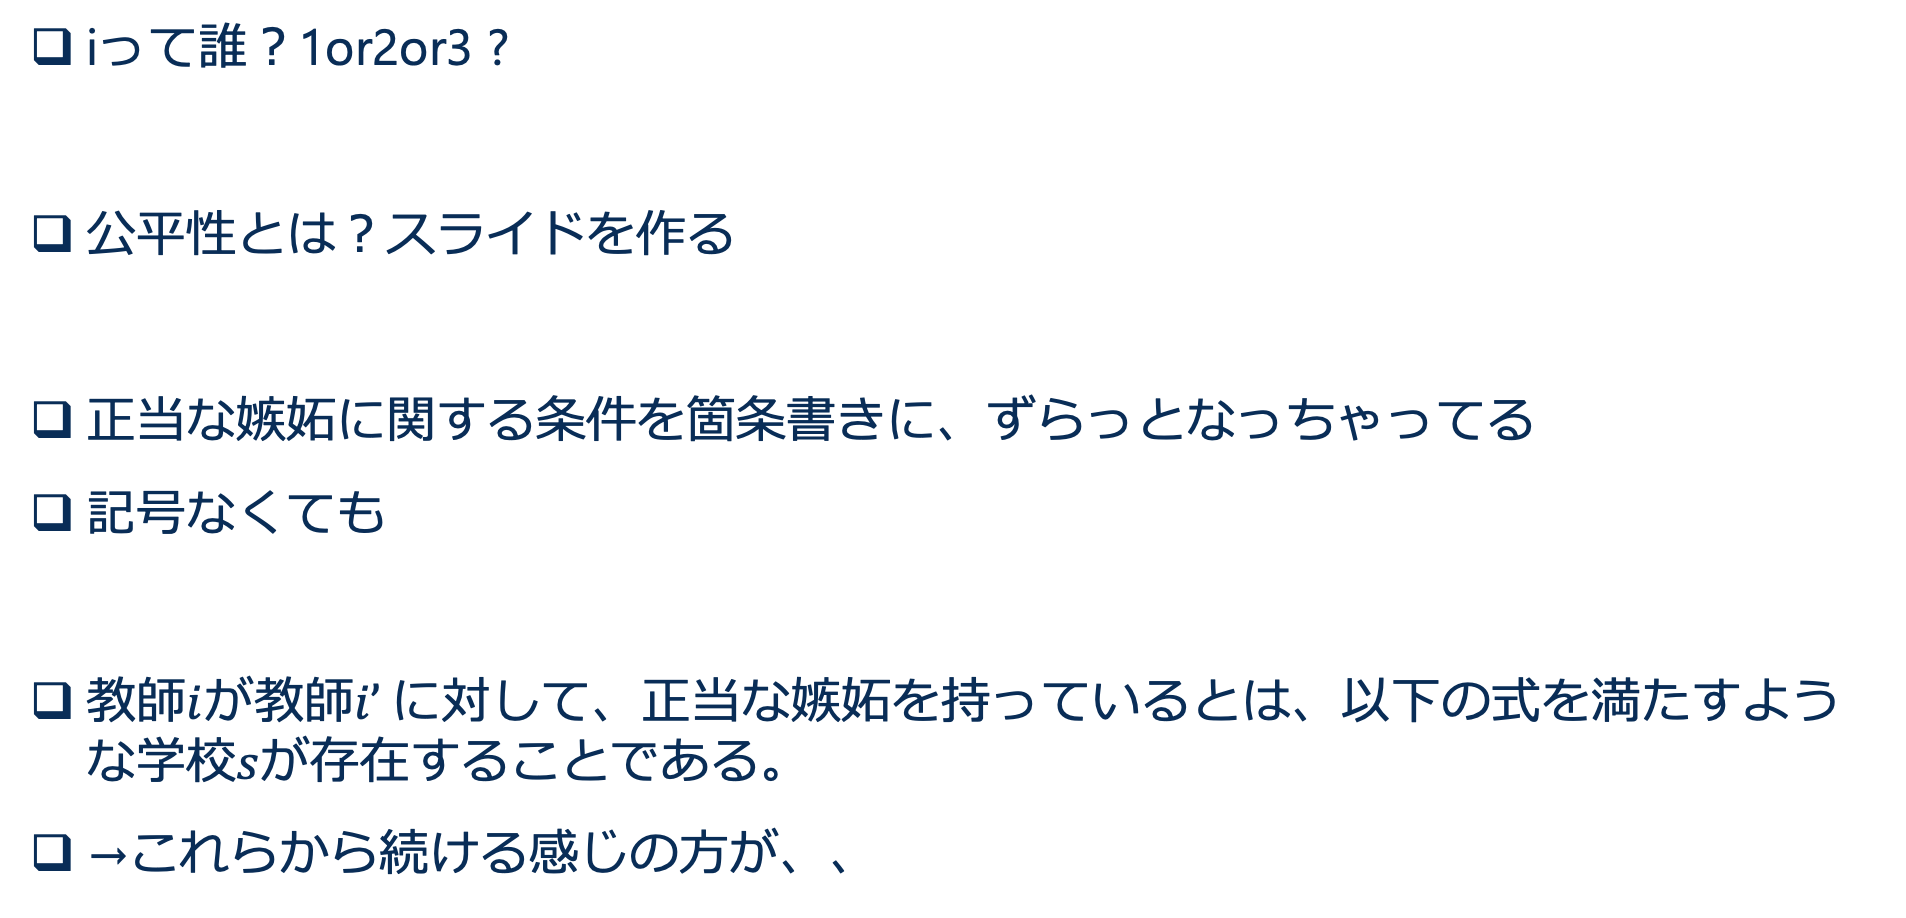 ❑ iって誰？1or2or3？
❑ 公平性とは？スライドを作る
❑ 正当な嫉妬に関する条件を箇条書きに、ずらっとなっちゃってる
❑ 記号なくても
❑ 教師iが教師i’ に対して、正当な嫉妬を持っているとは、以下の式を満たすよう
な学校sが存在することである。
❑ →これらから続ける感じの方が、、